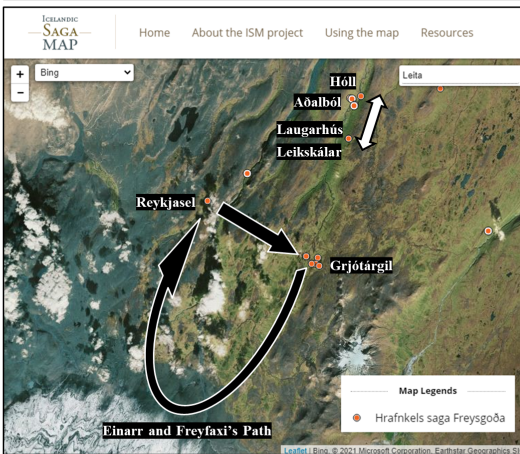 ICELANDIC
SAGA
MAP
Home
About the ISM project
Using the map
Resources
+
−
Bing
Leita
Hóll
Aðalból
Laugarhús
Leikskálar
Reykjasel
Grjótárgil
Einarr and Freyfaxi's Path
Map Legends
Hrafnkels saga Freysgoða
Leaflet | Bing, © 2021 Microsoft Corporation, Earthstar Geographics S